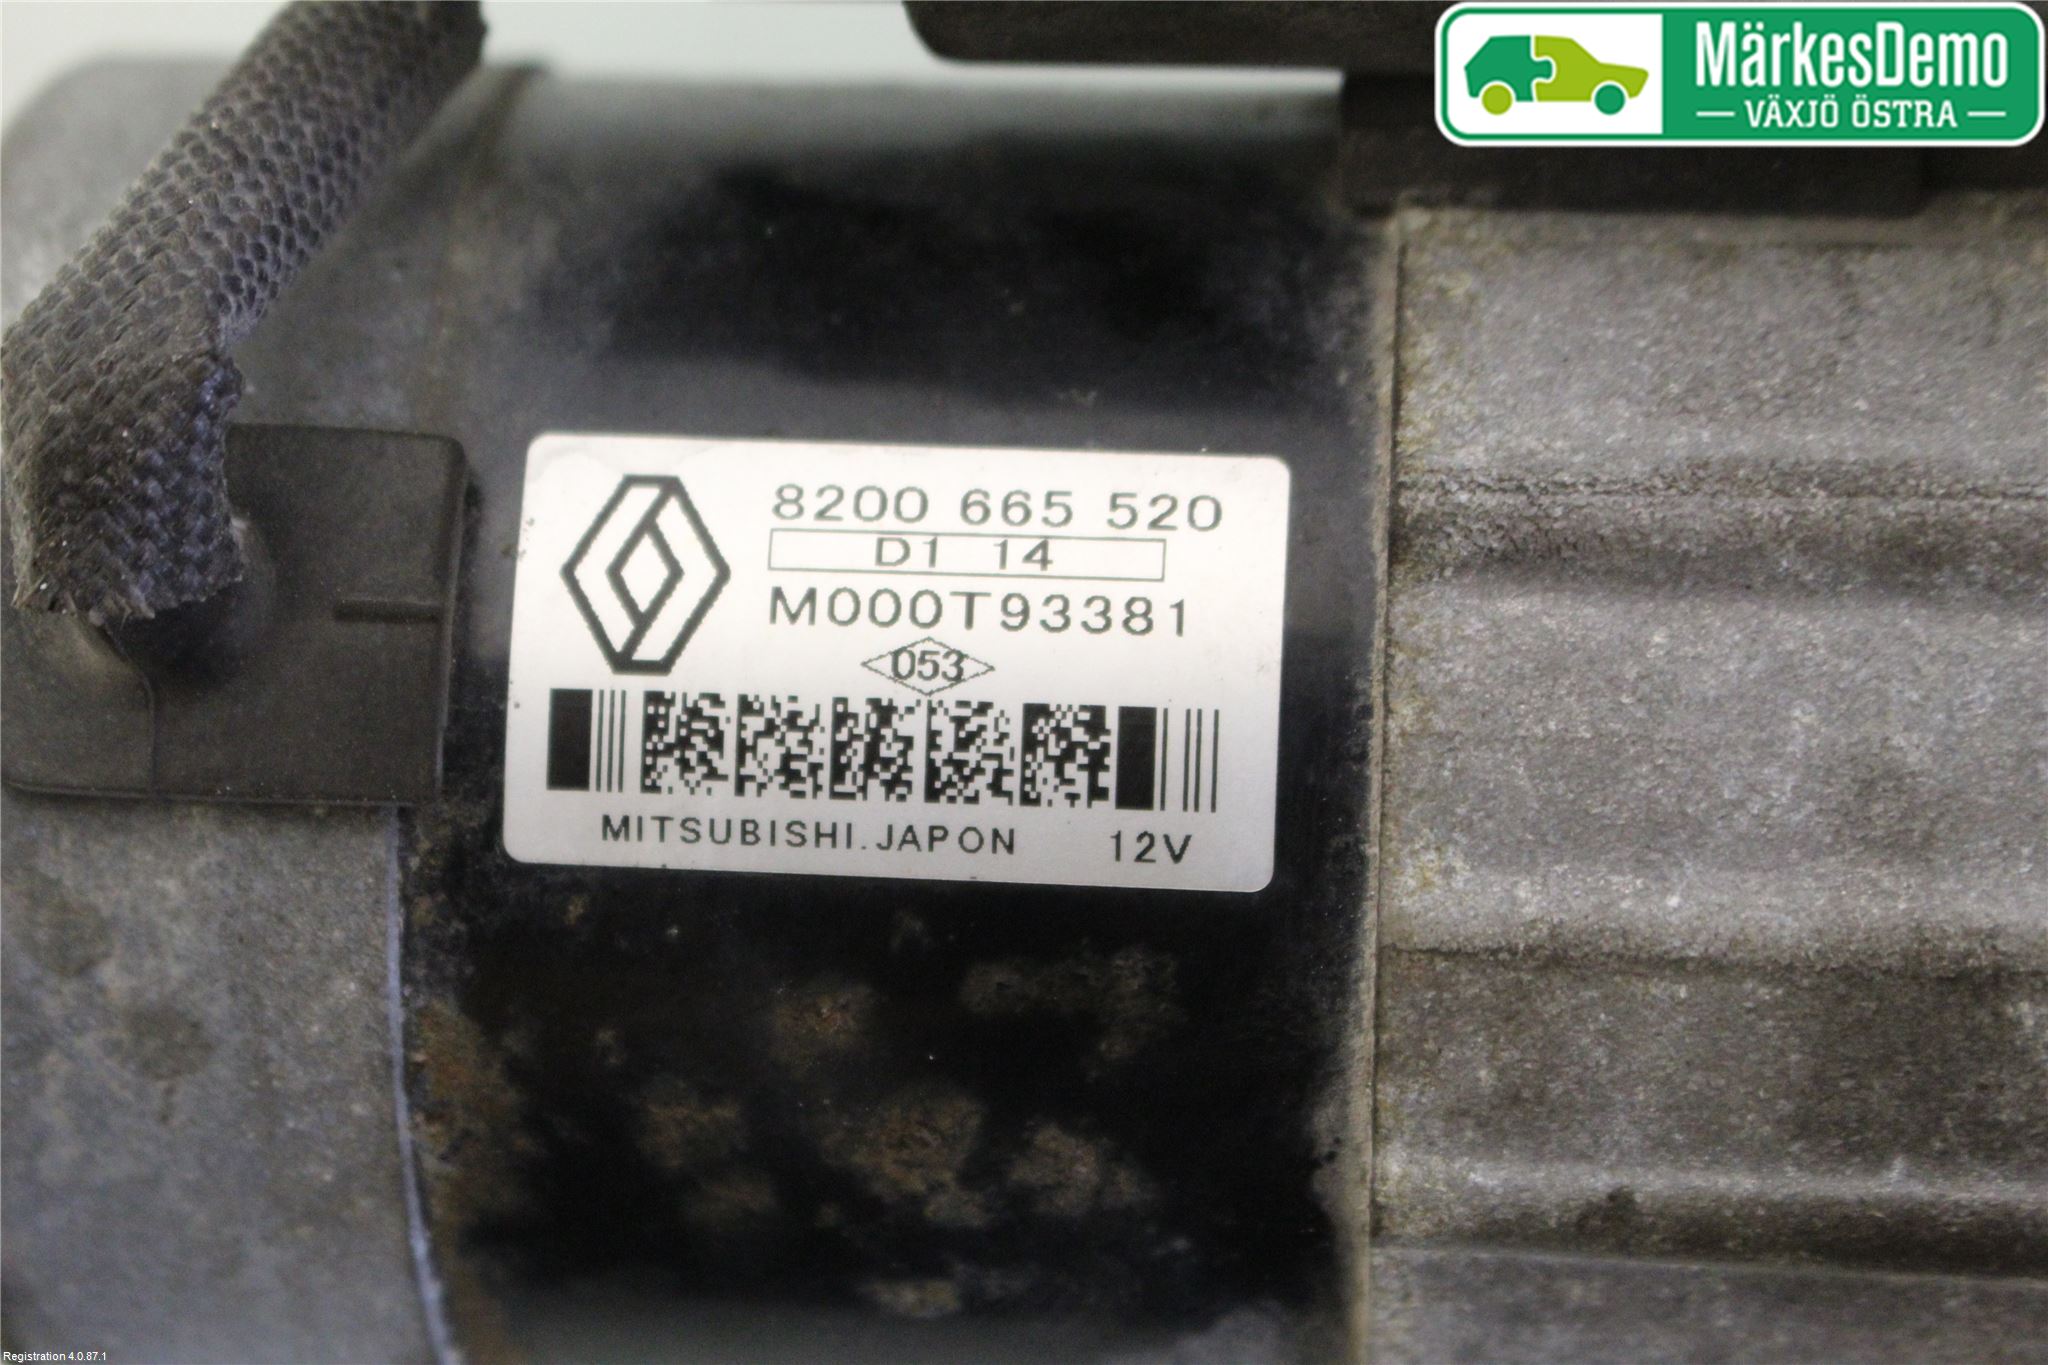 MärkesDemo
— VÄXJÖ ÖSTRA —
8200 665 520
D1 14
M000T93381
053
MITSUBISHI.JAPON 12V
Registration 4.0.87.1